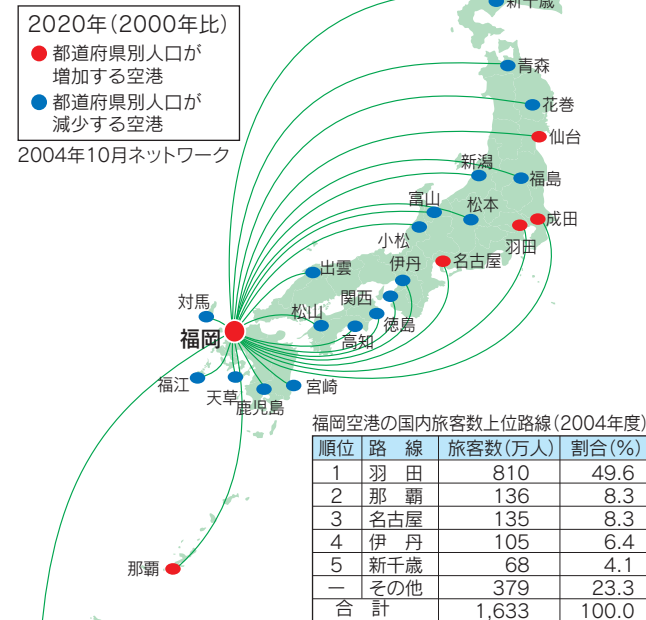 2020年(2000年比)
都道府県別人口が
増加する空港
都道府県別人口が
減少する空港
2004年10月ネットワーク
新千歳
青森
花巻
仙台
新潟
福島
富山
松本
成田
小松
羽田
出雲
伊丹
名古屋
対馬
関西
松山
徳島
福岡
高知
福江
天草
鹿児島
宮崎
那覇
福岡空港の国内旅客数上位路線(2004年度)
順位 路 線 旅客数(万人) 割合(%)
1 羽 田 810 49.6
2 那 覇 136 8.3
3 名古屋 135 8.3
4 伊 丹 105 6.4
5 新千歳 68 4.1
― その他 379 23.3
合 計 1,633 100.0